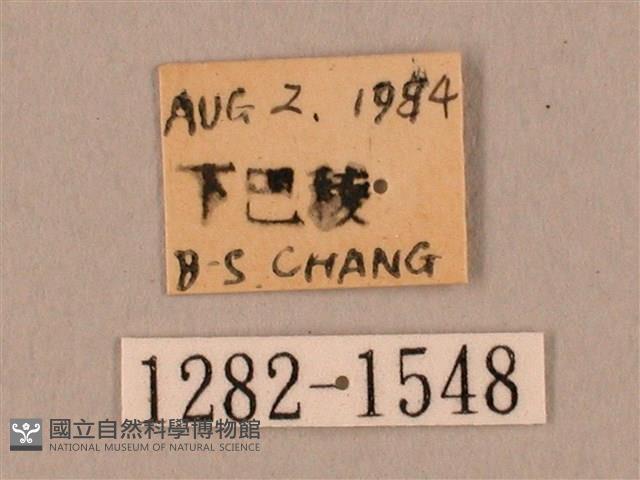 AUG 2. 1984
下巴稜
B-S. CHANG
1282-1548
國立自然科學博物館
NATIONAL MUSEUM OF NATURAL SCIENCE